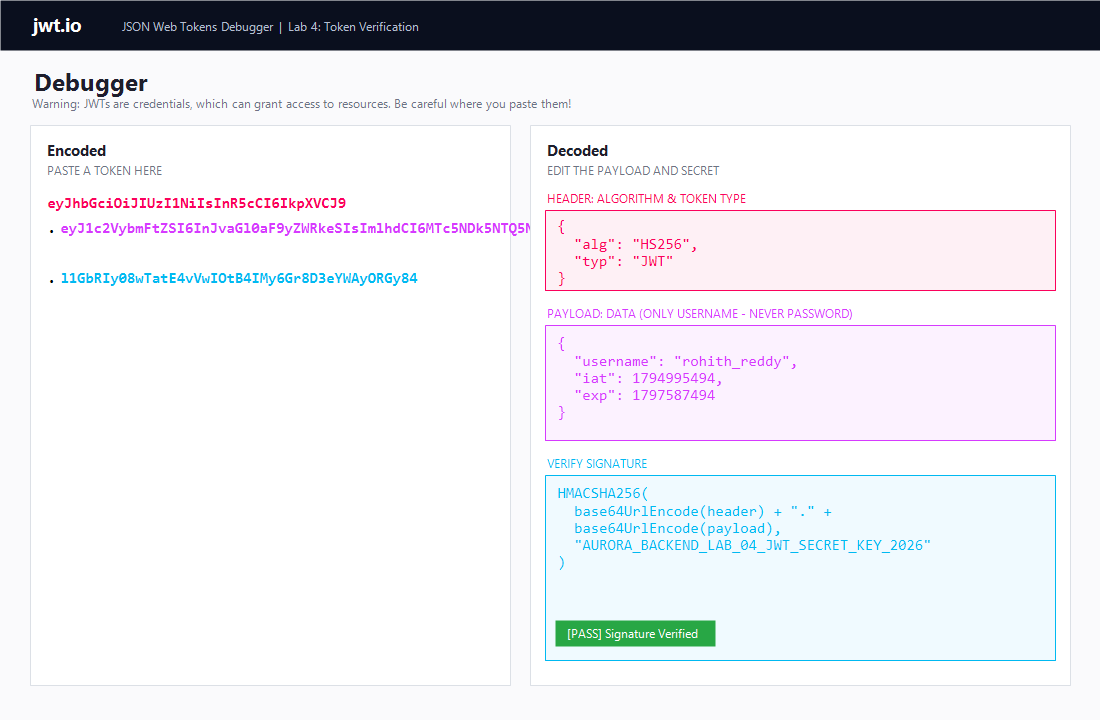 jwt.io
JSON Web Tokens Debugger | Lab 4: Token Verification
Debugger
Warning: JWTs are credentials, which can grant access to resources. Be careful where you paste them!
Encoded
PASTE A TOKEN HERE
eyJhbGciOiJIUzI1NiIsInR5cCI6IkpXVCJ9
. eyJ1c2VybmFtZSI6InJvaGl0aF9yZWRkeSIsImlhdCI6MTc5NDk5NTQ5N
. l1GbRIy08wTatE4vVwIOtB4IMy6Gr8D3eYWAyORGy84
Decoded
EDIT THE PAYLOAD AND SECRET
HEADER: ALGORITHM & TOKEN TYPE
{
"alg": "HS256",
"typ": "JWT"
}
PAYLOAD: DATA (ONLY USERNAME - NEVER PASSWORD)
{
"username": "rohith_reddy",
"iat": 1794995494,
"exp": 1797587494
}
VERIFY SIGNATURE
HMACSHA256(
base64UrlEncode(header) + "." +
base64UrlEncode(payload),
"AURORA_BACKEND_LAB_04_JWT_SECRET_KEY_2026"
)
[PASS] Signature Verified